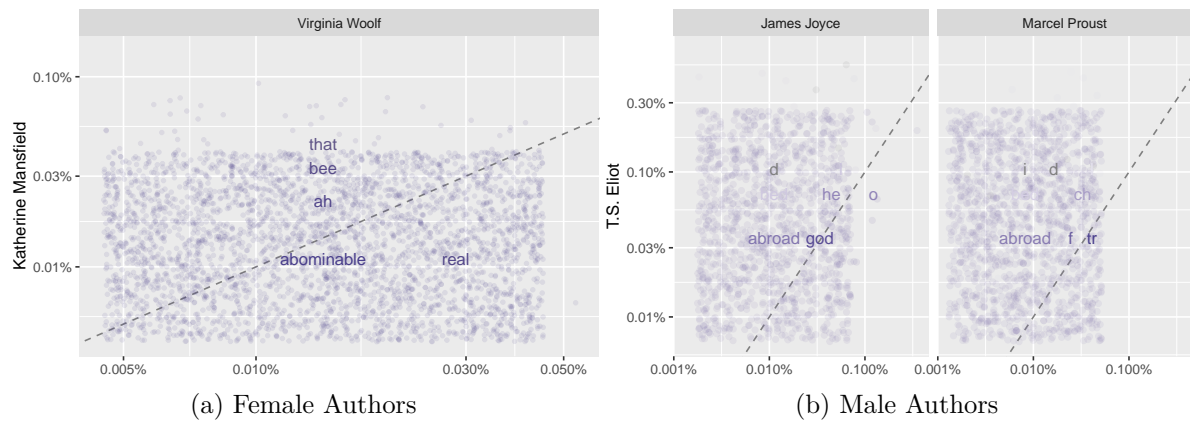 Virginia Woolf
0.10%
0.03%
0.01%
Katherine Mansfield
that
bee
ah
abominable real
0.005% 0.010% 0.030% 0.050%
(a) Female Authors
James Joyce Marcel Proust
0.30%
0.10%
0.03%
0.01%
T.S. Eliot
d i d
he o ch
abroad god abroad f tr
0.001% 0.010% 0.100% 0.001% 0.010% 0.100%
(b) Male Authors